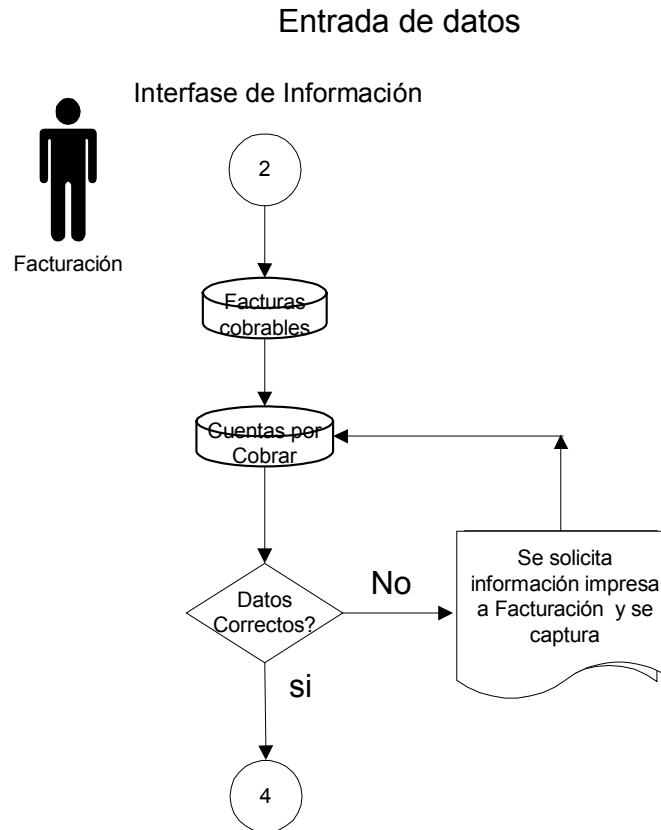 Entrada de datos
Interfase de Información
2
Facturación
Facturas
cobrables
Cuentas por
Cobrar
Datos
Correctos?
No
Se solicita
información impresa
a Facturación y se
captura
si
4